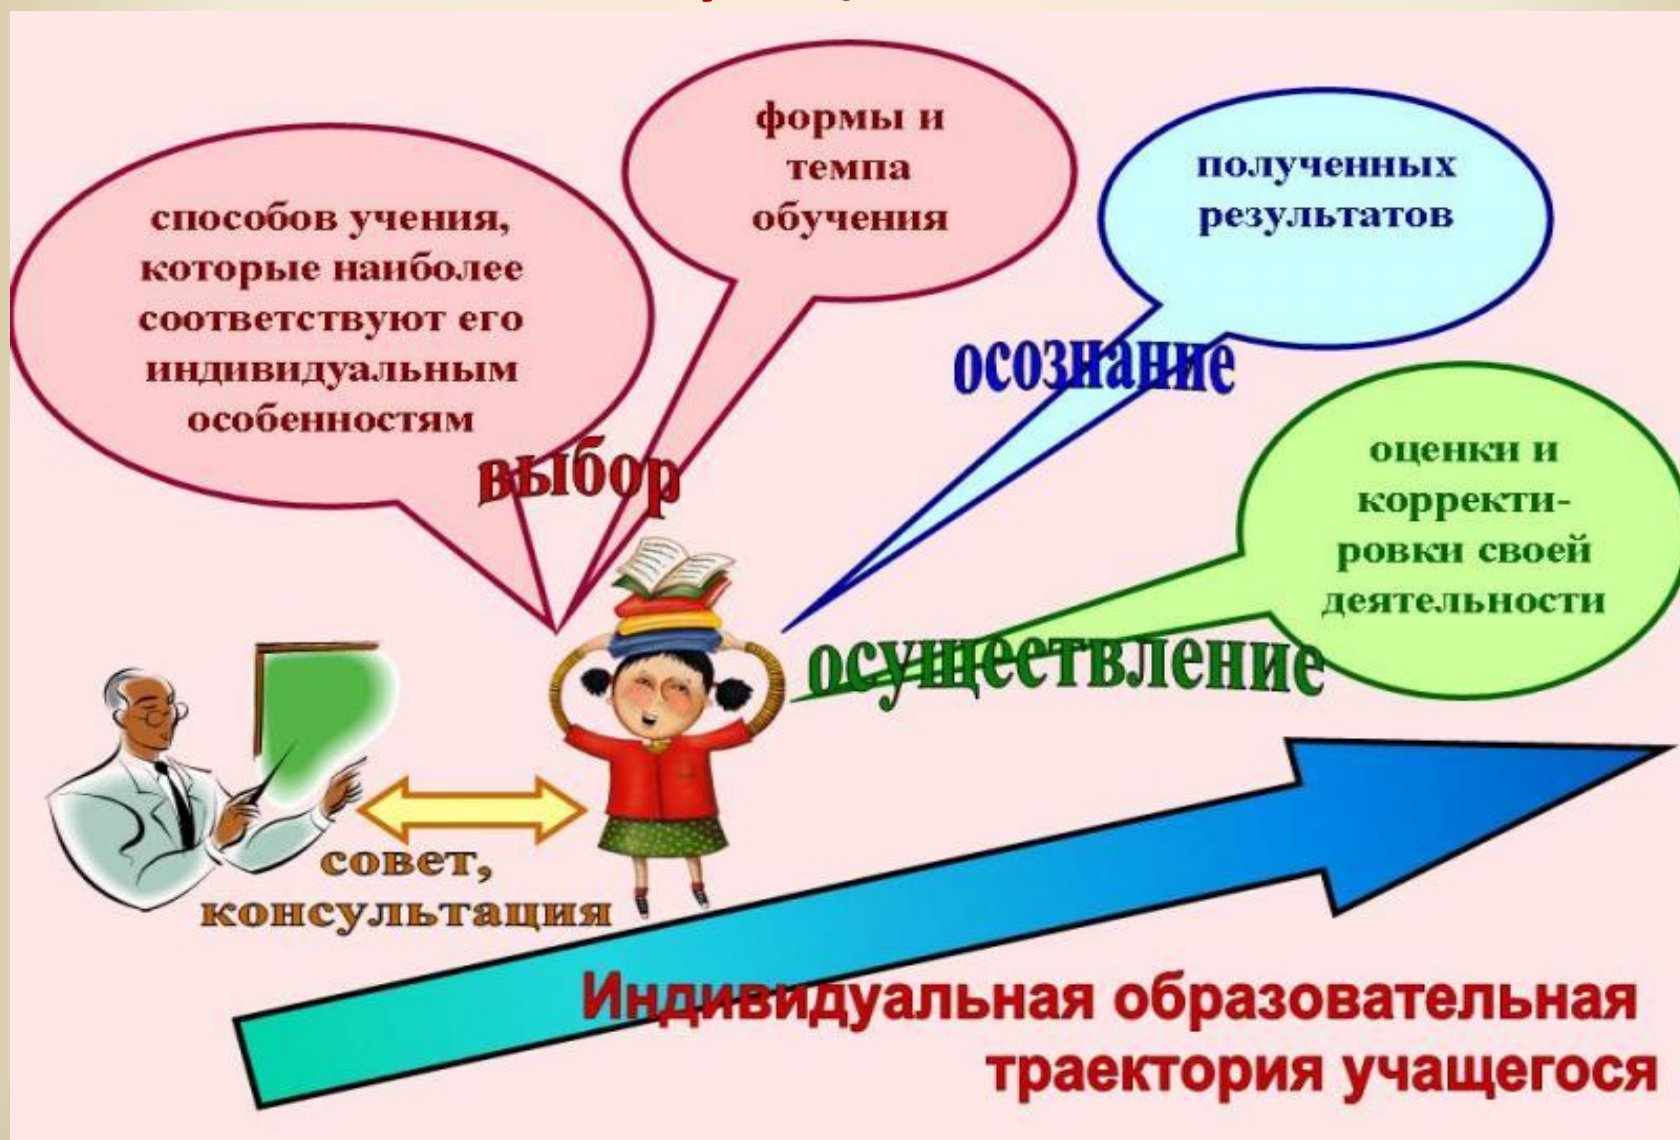 формы и
темпа
обучения
способов учения,
которые наиболее
соответствуют его
индивидуальным
особенностям
выбор
полученных
результатов
осознание
оценки и
корректи-
ровки своей
деятельности
осуществление
совет,
консультация
Индивидуальная образовательная
траектория учащегося